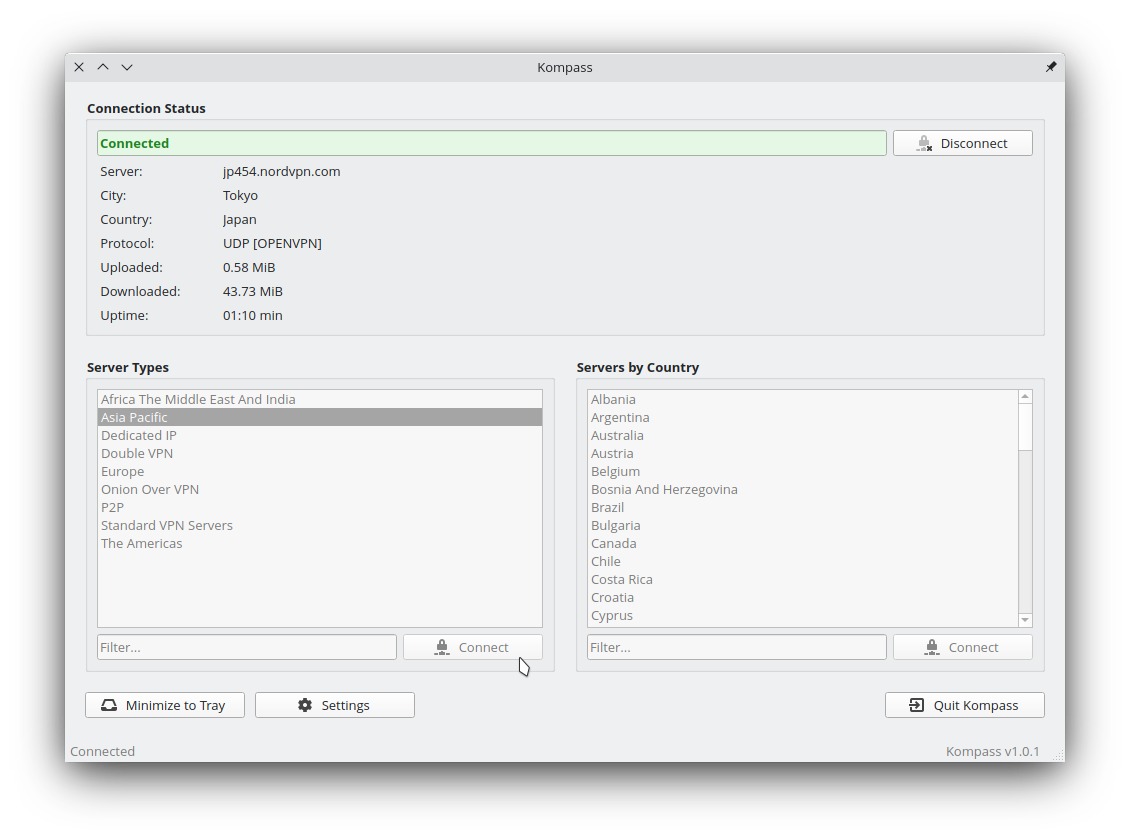 Kompass
Connection Status
Connected
Disconnect
Server: jp454.nordvpn.com
City: Tokyo
Country: Japan
Protocol: UDP [OPENVPN]
Uploaded: 0.58 MiB
Downloaded: 43.73 MiB
Uptime: 01:10 min
Server Types
Africa The Middle East And India
Asia Pacific
Dedicated IP
Double VPN
Europe
Onion Over VPN
P2P
Standard VPN Servers
The Americas
Filter...
Connect
Servers by Country
Albania
Argentina
Australia
Austria
Belgium
Bosnia And Herzegovina
Brazil
Bulgaria
Canada
Chile
Costa Rica
Croatia
Cyprus
Filter...
Connect
Minimize to Tray
Settings
Quit Kompass
Connected
Kompass v1.0.1